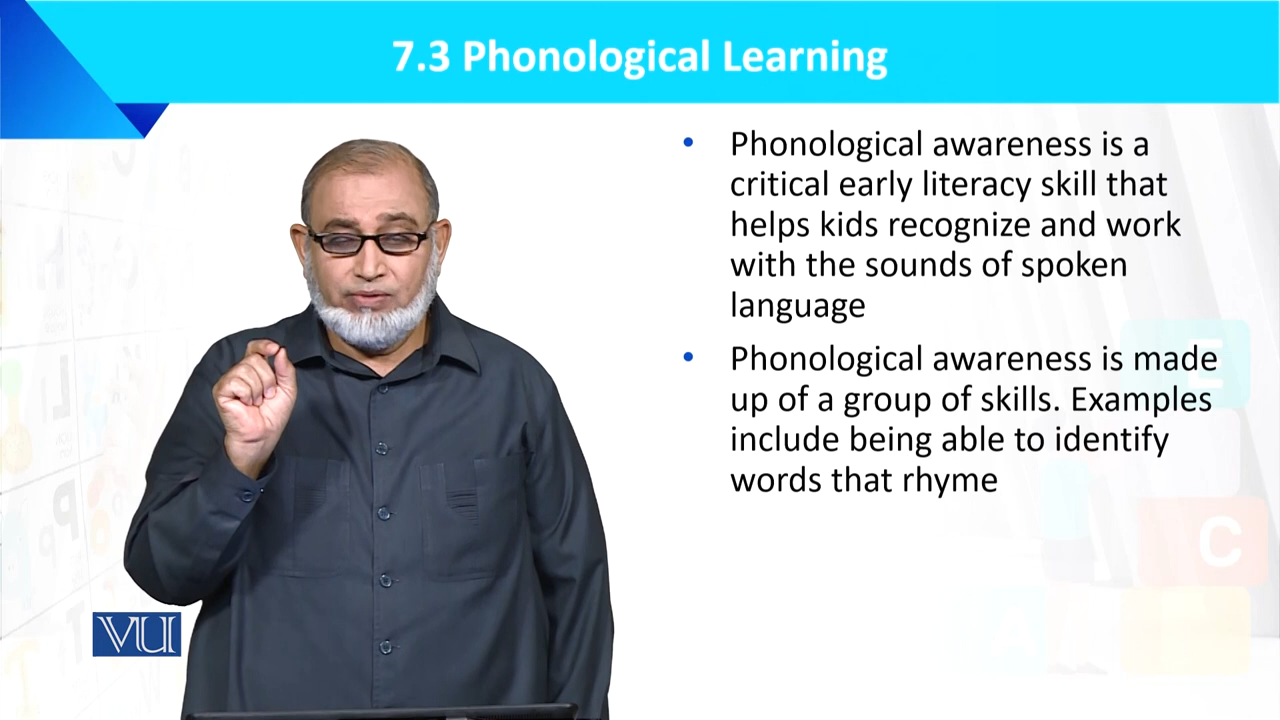 7.3 Phonological Learning
• Phonological awareness is a
critical early literacy skill that
helps kids recognize and work
with the sounds of spoken
language
• Phonological awareness is made
up of a group of skills. Examples
include being able to identify
words that rhyme
VU
E
C
A
L
P